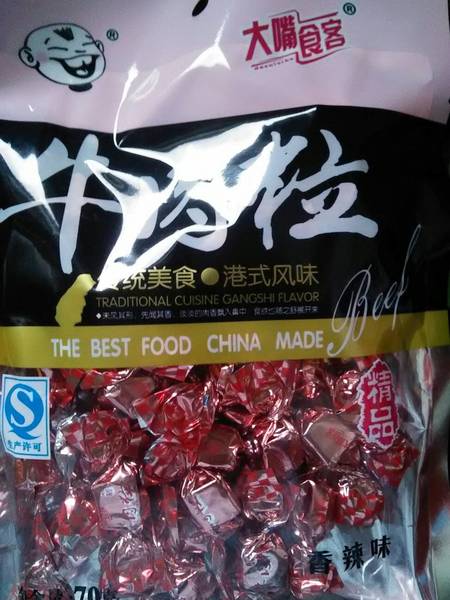 大嘴食客
牛肉粒
传统美食●港式风味
TRADITIONAL CUISINE GANGSHI FLAVOR
THE BEST FOOD CHINA MADE
Beef
精品
生产许可
香辣味